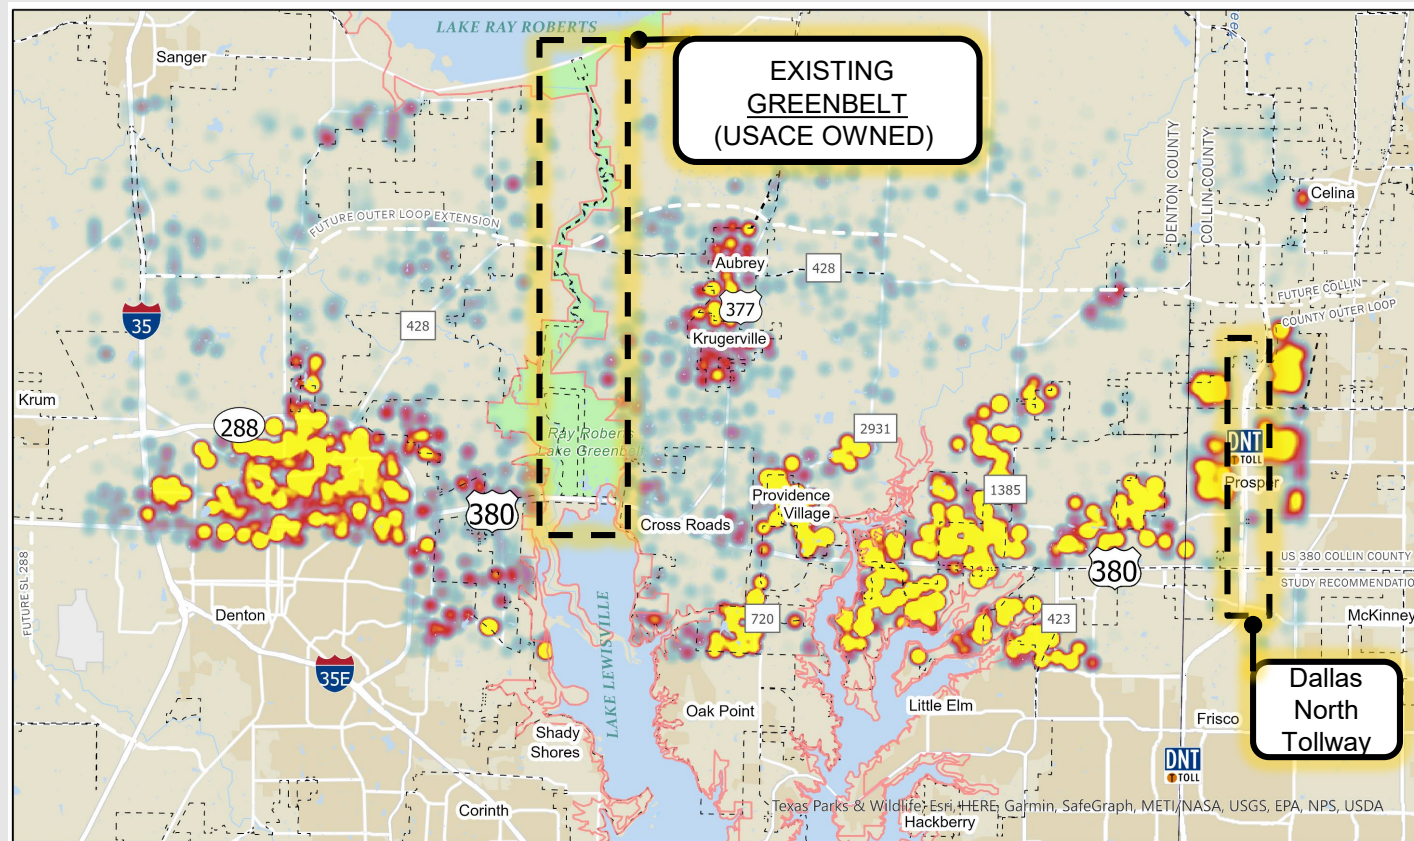 LAKE RAY ROBERTS
eek
Sanger
EXISTING
GREENBELT
(USACE OWNED)
DENTON COUNTY
COLLIN COUNTY
Celina
FUTURE OUTER LOOP EXTENSION
Aubrey
428
377
FUTURE COLLIN
COUNTY OUTER LOOP
35
428
Krugerville
Krum
288
2931
Ray Roberts
Lake Greenbel
DNT
TOLL
Prosper
380
Providence
Village
1385
Cross Roads
380
US 380 COLLIN COUNTY
STUDY RECOMMENDATIO
FUTURE SL 288
Denton
720
423
McKinney
35E
LAKE LEWISVILLE
Dallas
North
Tollway
Oak Point
Little Elm
Frisco
Shady
Shores
DNT
TOLL
Corinth
Texas Parks & Wildlife, Esri, HERE, Garmin, SafeGraph, METI/NASA, USGS, EPA, NPS, USDA
Hackberry